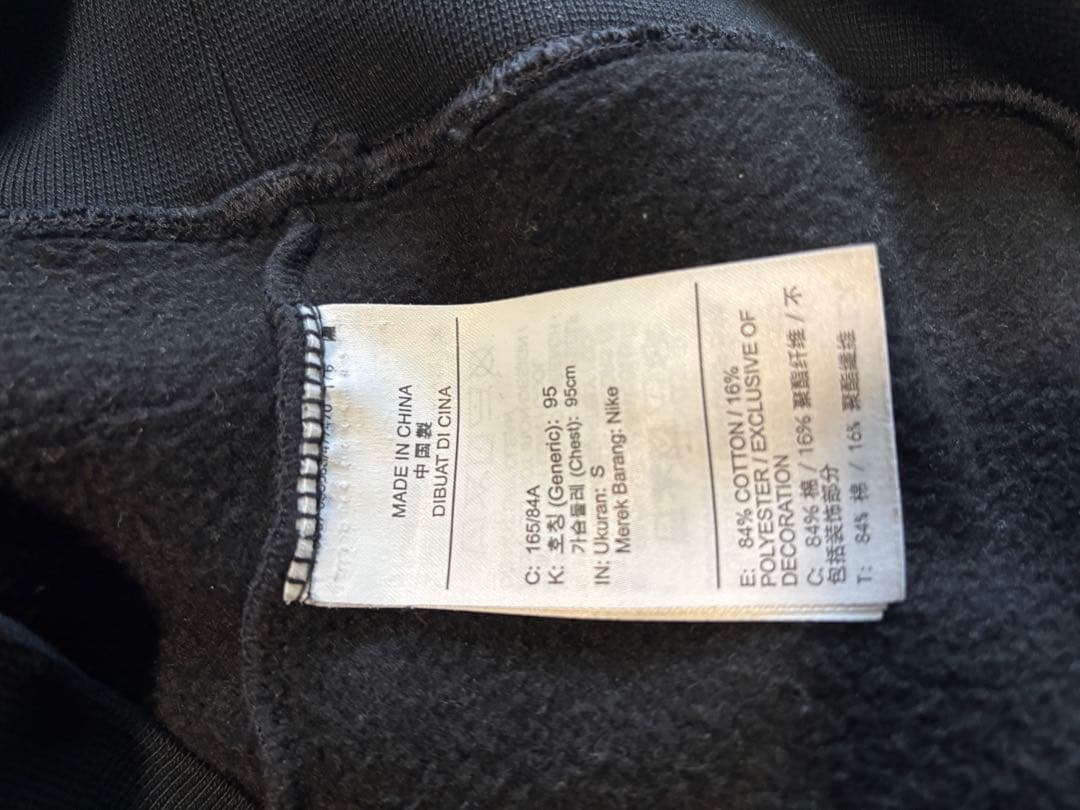 MADE IN CHINA
中国製
DIBUAT DI CINA
C: 165/84A
K: 호칭 (Generic): 95
가슴둘레 (Chest): 95cm
IN: Ukuran: S
Merek Barang: Nike
E: 84% COTTON / 16%
POLYESTER / EXCLUSIVE OF
DECORATION
C: 84% 棉 / 16% 聚酯纤维 / 不
包括装饰部分
T: 84% 棉 / 16% 聚酯纖維